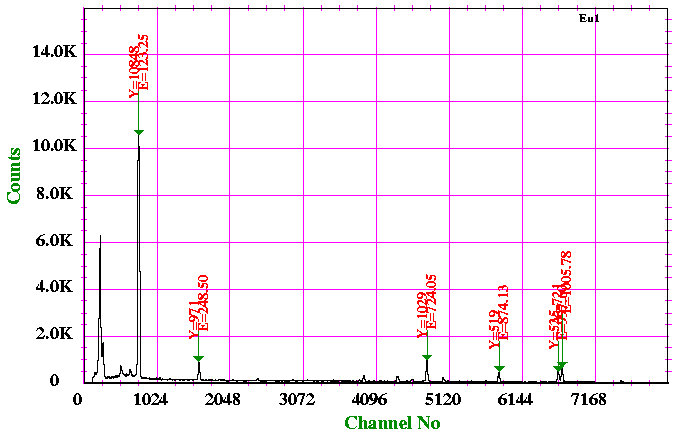 Eu1
14.0K
12.0K
10.0K
8.0K
6.0K
4.0K
2.0K
0
Counts
Y=10848
E=123.25
Y=971
E=248.50
Y=1029
E=724.05
Y=519
E=874.13
E=1005.78
0 1024 2048 3072 4096 5120 6144 7168
Channel No